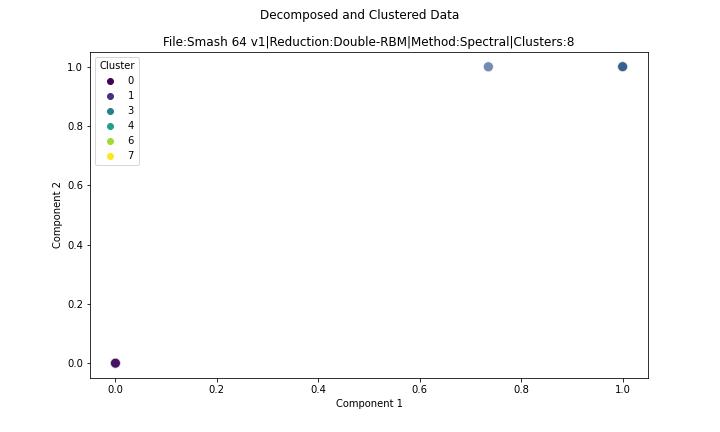 Decomposed and Clustered Data
File:Smash 64 v1|Reduction:Double-RBM|Method:Spectral|Clusters:8
Cluster
0
1
3
4
6
7
1.0
0.8
0.6
0.4
0.2
0.0
Component 2
0.0 0.2 0.4 0.6 0.8 1.0
Component 1